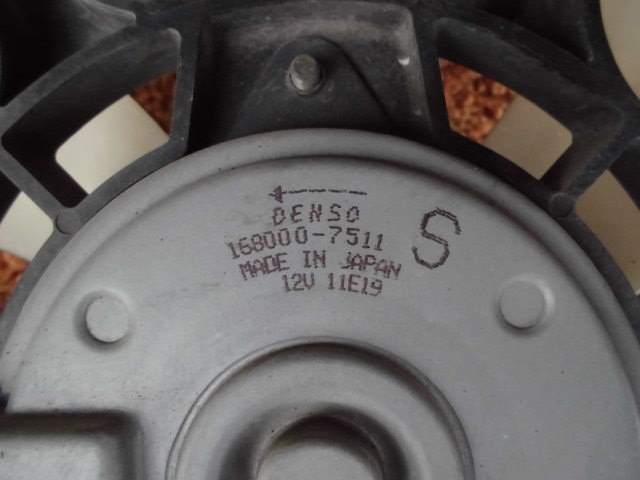 DENSO
168000-7511
S
MADE IN JAPAN
12V 11E19